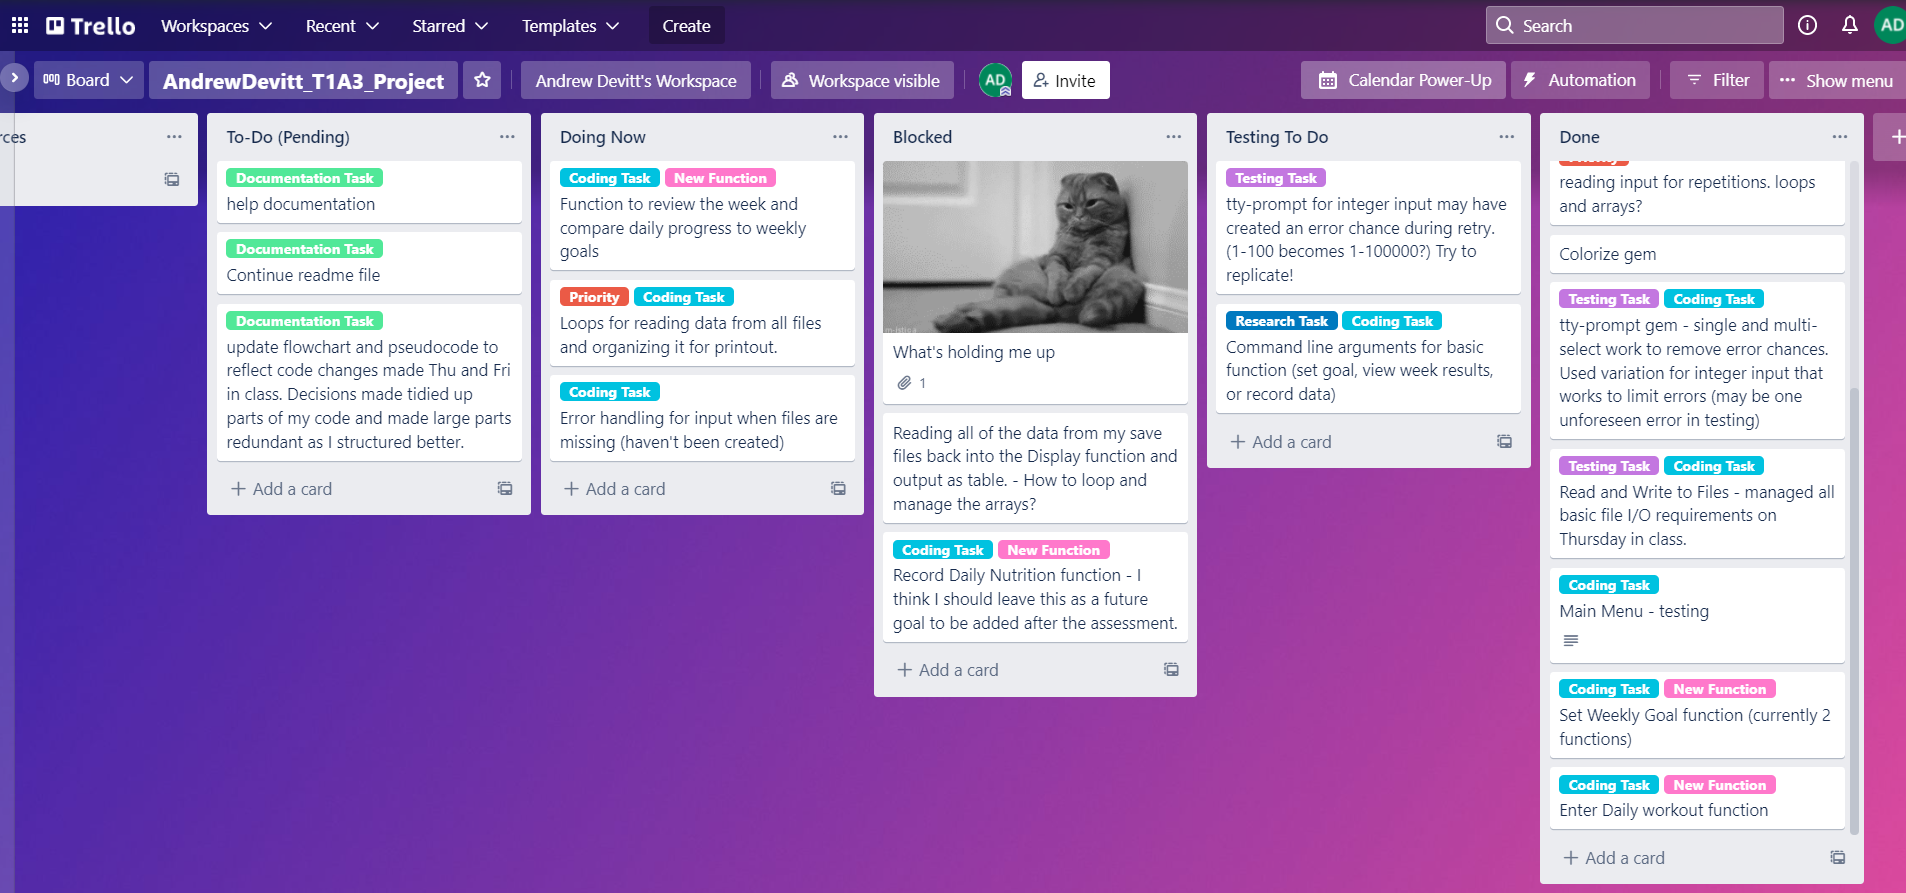 Trello
Workspaces
Recent
Starred
Templates
Create
Search
AD
Board
AndrewDevitt_T1A3_Project
Andrew Devitt's Workspace
Workspace visible
AD
Invite
Calendar Power-Up
Automation
Filter
Show menu
rces
To-Do (Pending)
Documentation Task
help documentation
Documentation Task
Continue readme file
Documentation Task
update flowchart and pseudocode to
reflect code changes made Thu and Fri
in class. Decisions made tidied up
parts of my code and made large parts
redundant as I structured better.
Add a card
Doing Now
Coding Task New Function
Function to review the week and
compare daily progress to weekly
goals
Priority Coding Task
Loops for reading data from all files
and organizing it for printout.
Coding Task
Error handling for input when files are
missing (haven't been created)
Add a card
Blocked
What's holding me up
1
Reading all of the data from my save
files back into the Display function and
output as table. - How to loop and
manage the arrays?
Coding Task New Function
Record Daily Nutrition function - I
think I should leave this as a future
goal to be added after the assessment.
Add a card
Testing To Do
Testing Task
tty-prompt for integer input may have
created an error chance during retry.
(1-100 becomes 1-100000?) Try to
replicate!
Research Task Coding Task
Command line arguments for basic
function (set goal, view week results,
or record data)
Add a card
Done
reading input for repetitions. loops
and arrays?
Colorize gem
Testing Task Coding Task
tty-prompt gem - single and multi-
select work to remove error chances.
Used variation for integer input that
works to limit errors (may be one
unforeseen error in testing)
Testing Task Coding Task
Read and Write to Files - managed all
basic file I/O requirements on
Thursday in class.
Coding Task
Main Menu - testing
Coding Task New Function
Set Weekly Goal function (currently 2
functions)
Coding Task New Function
Enter Daily workout function
Add a card